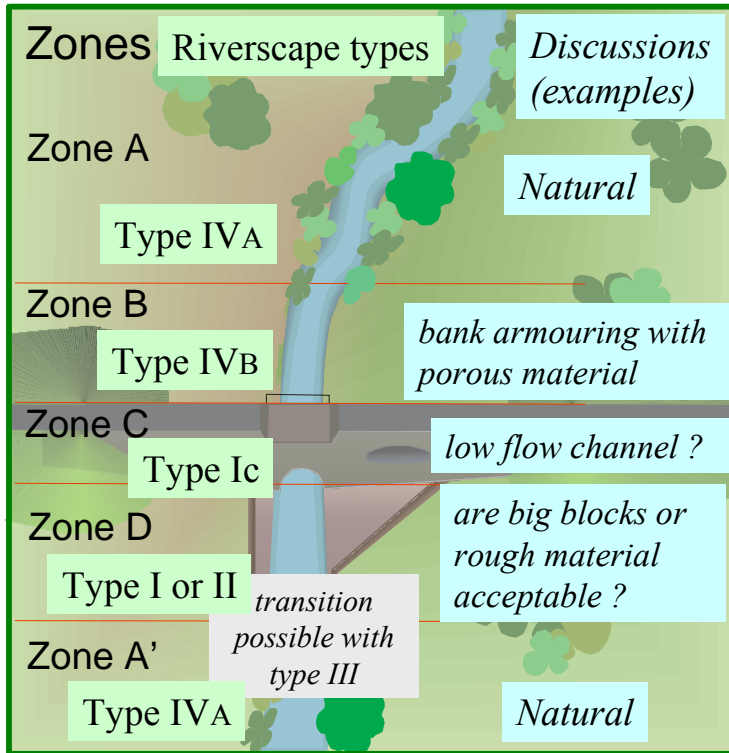 Zones
Riverscape types
Discussions
(examples)
Zone A
Natural
Type IVA
Zone B
Type IVB
bank armouring with
porous material
Zone C
Type Ic
low flow channel ?
Zone D
Type I or II
are big blocks or
rough material
acceptable ?
transition
possible with
type III
Zone A’
Type IVA
Natural